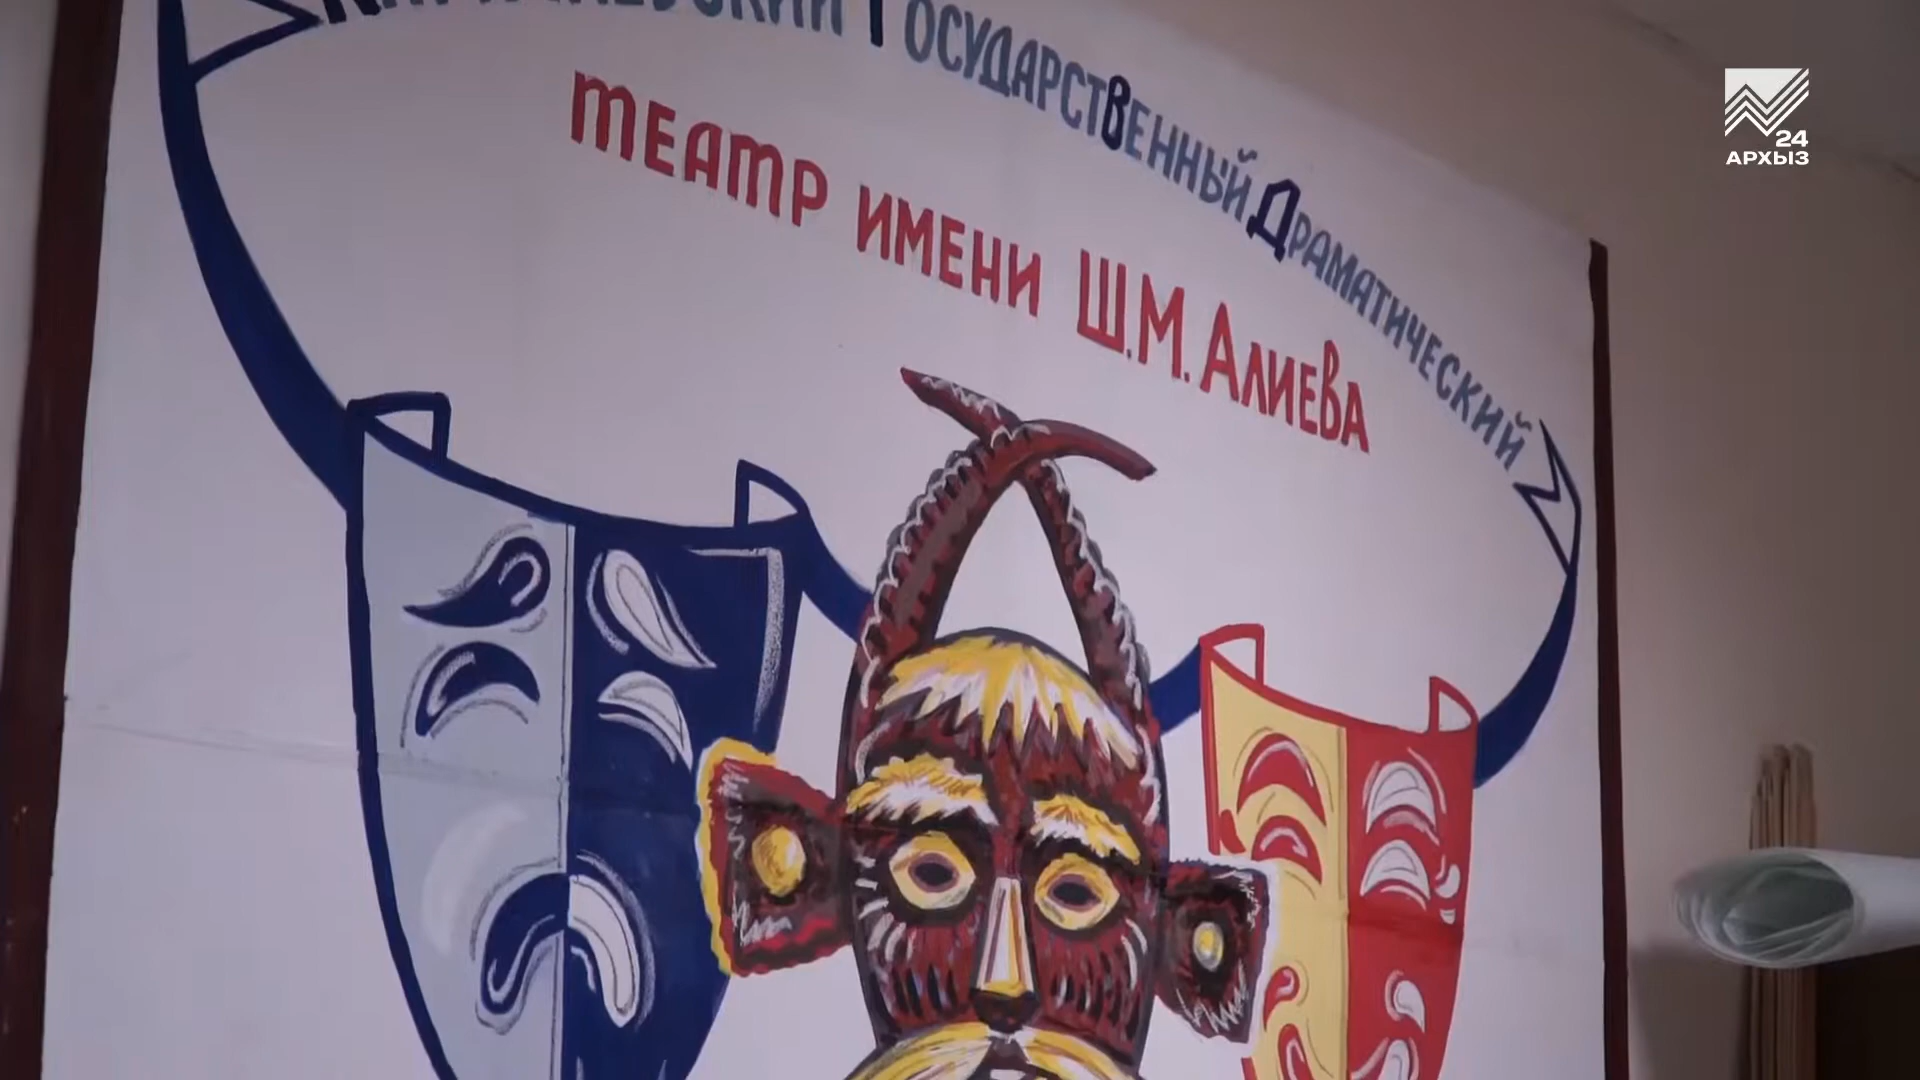 Государственный Драматический
театр имени Ш.М. Алиева
24
АРХЫЗ